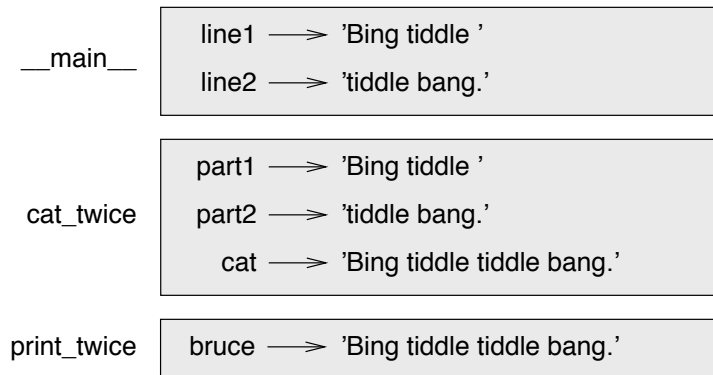 line1 ’Bing tiddle ’
__main__
line2 ’tiddle bang.’
part1 ’Bing tiddle ’
cat_twice part2 ’tiddle bang.’
cat ’Bing tiddle tiddle bang.’
print_twice bruce ’Bing tiddle tiddle bang.’